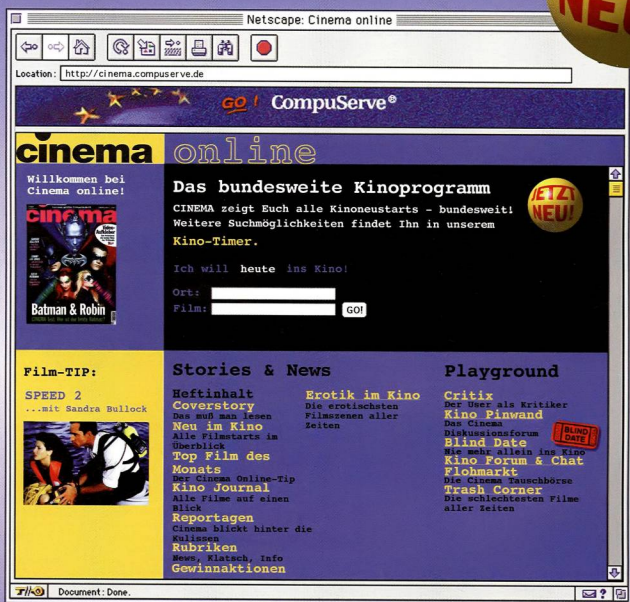 Netscape: Cinema online
NEU
Location: http://cinema.compuserve.de
GO! CompuServe®
cinema online
Willkommen bei
Cinema online!
cinema
Batman & Robin
Das bundesweite Kinoprogramm
CINEMA zeigt Euch alle Kinoneustarts - bundesweit!
Weitere Suchmöglichkeiten findet Ihn in unserem
Kino-Timer.
JETZT
NEU!
Ich will heute ins Kino!
Ort:
Film:
GO!
Film-TIP:
SPEED 2
...mit Sandra Bullock
Stories & News
Heftinhalt
Coverstory
Das muß man lesen
Neu im Kino
Alle Filmstarts im
Überblick
Top Film des
Monats
Der Cinema Online-Tip
Kino Journal
Alle Filme auf einen
Blick
Reportagen
Cinema blickt hinter die
Kulissen
Rubriken
News, Klatsch, Info
Gewinnaktionen
Erotik im Kino
Die erotischsten
Filmszenen aller
Zeiten
Playground
Critix
Der User als Kritiker
Kino Pinwand
Das Cinema
Diskussionsforum
Blind Date
Nie mehr allein ins Kino
BLIND
DATE
Kino Forum & Chat
Flohmarkt
Die Cinema Tauschbörse
Trash Corner
Die schlechtesten Filme
aller Zeiten
Document: Done.
?